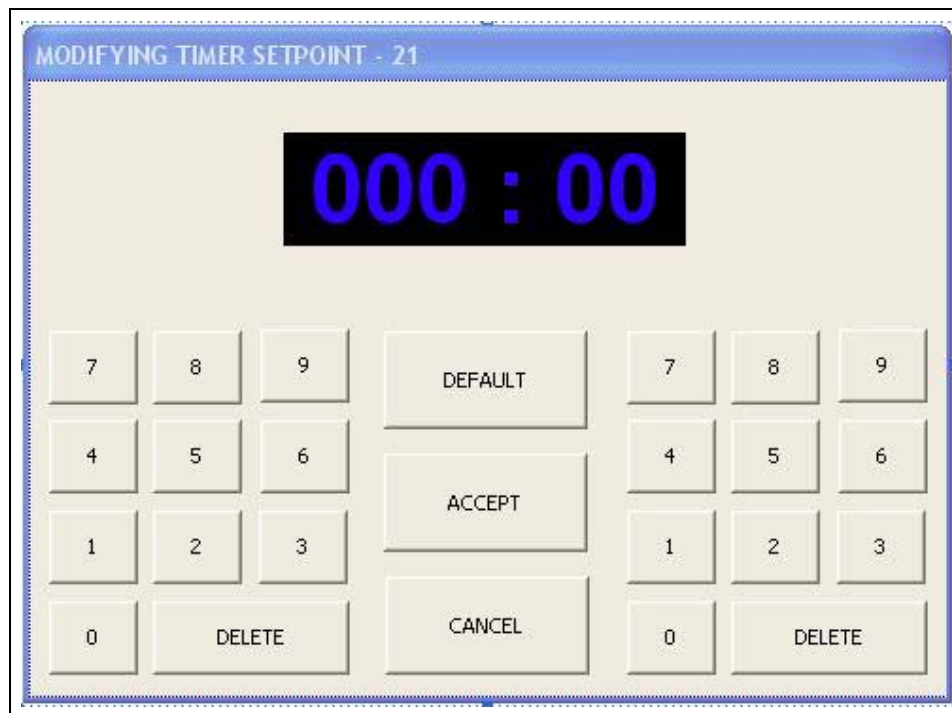 MODIFYING TIMER SETPOINT - 21
000 : 00
7 8 9 DEFAULT 7 8 9
4 5 6 ACCEPT 4 5 6
1 2 3 1 2 3
0 DELETE CANCEL 0 DELETE